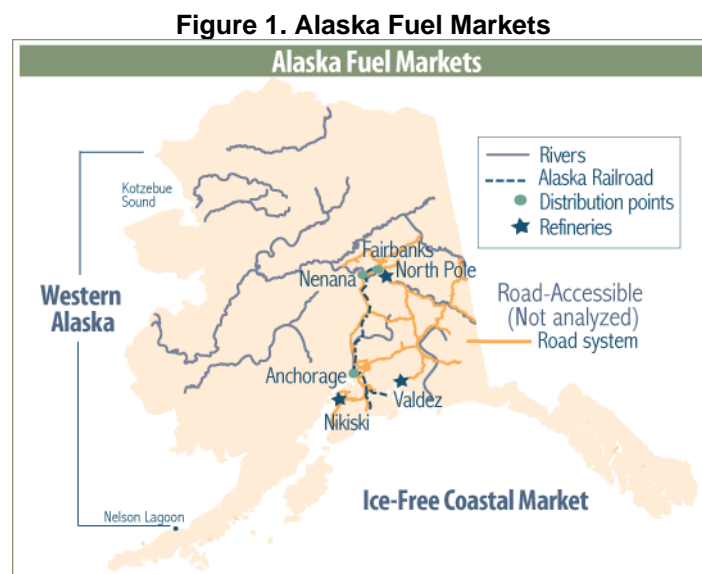 Figure 1. Alaska Fuel Markets
Alaska Fuel Markets
Rivers
Alaska Railroad
Distribution points
Refineries
Kotzebue
Sound
Fairbanks
North Pole
Nenana
Western
Alaska
Road-Accessible
(Not analyzed)
Road system
Anchorage
Valdez
Nikiski
Ice-Free Coastal Market
Nelson Lagoon